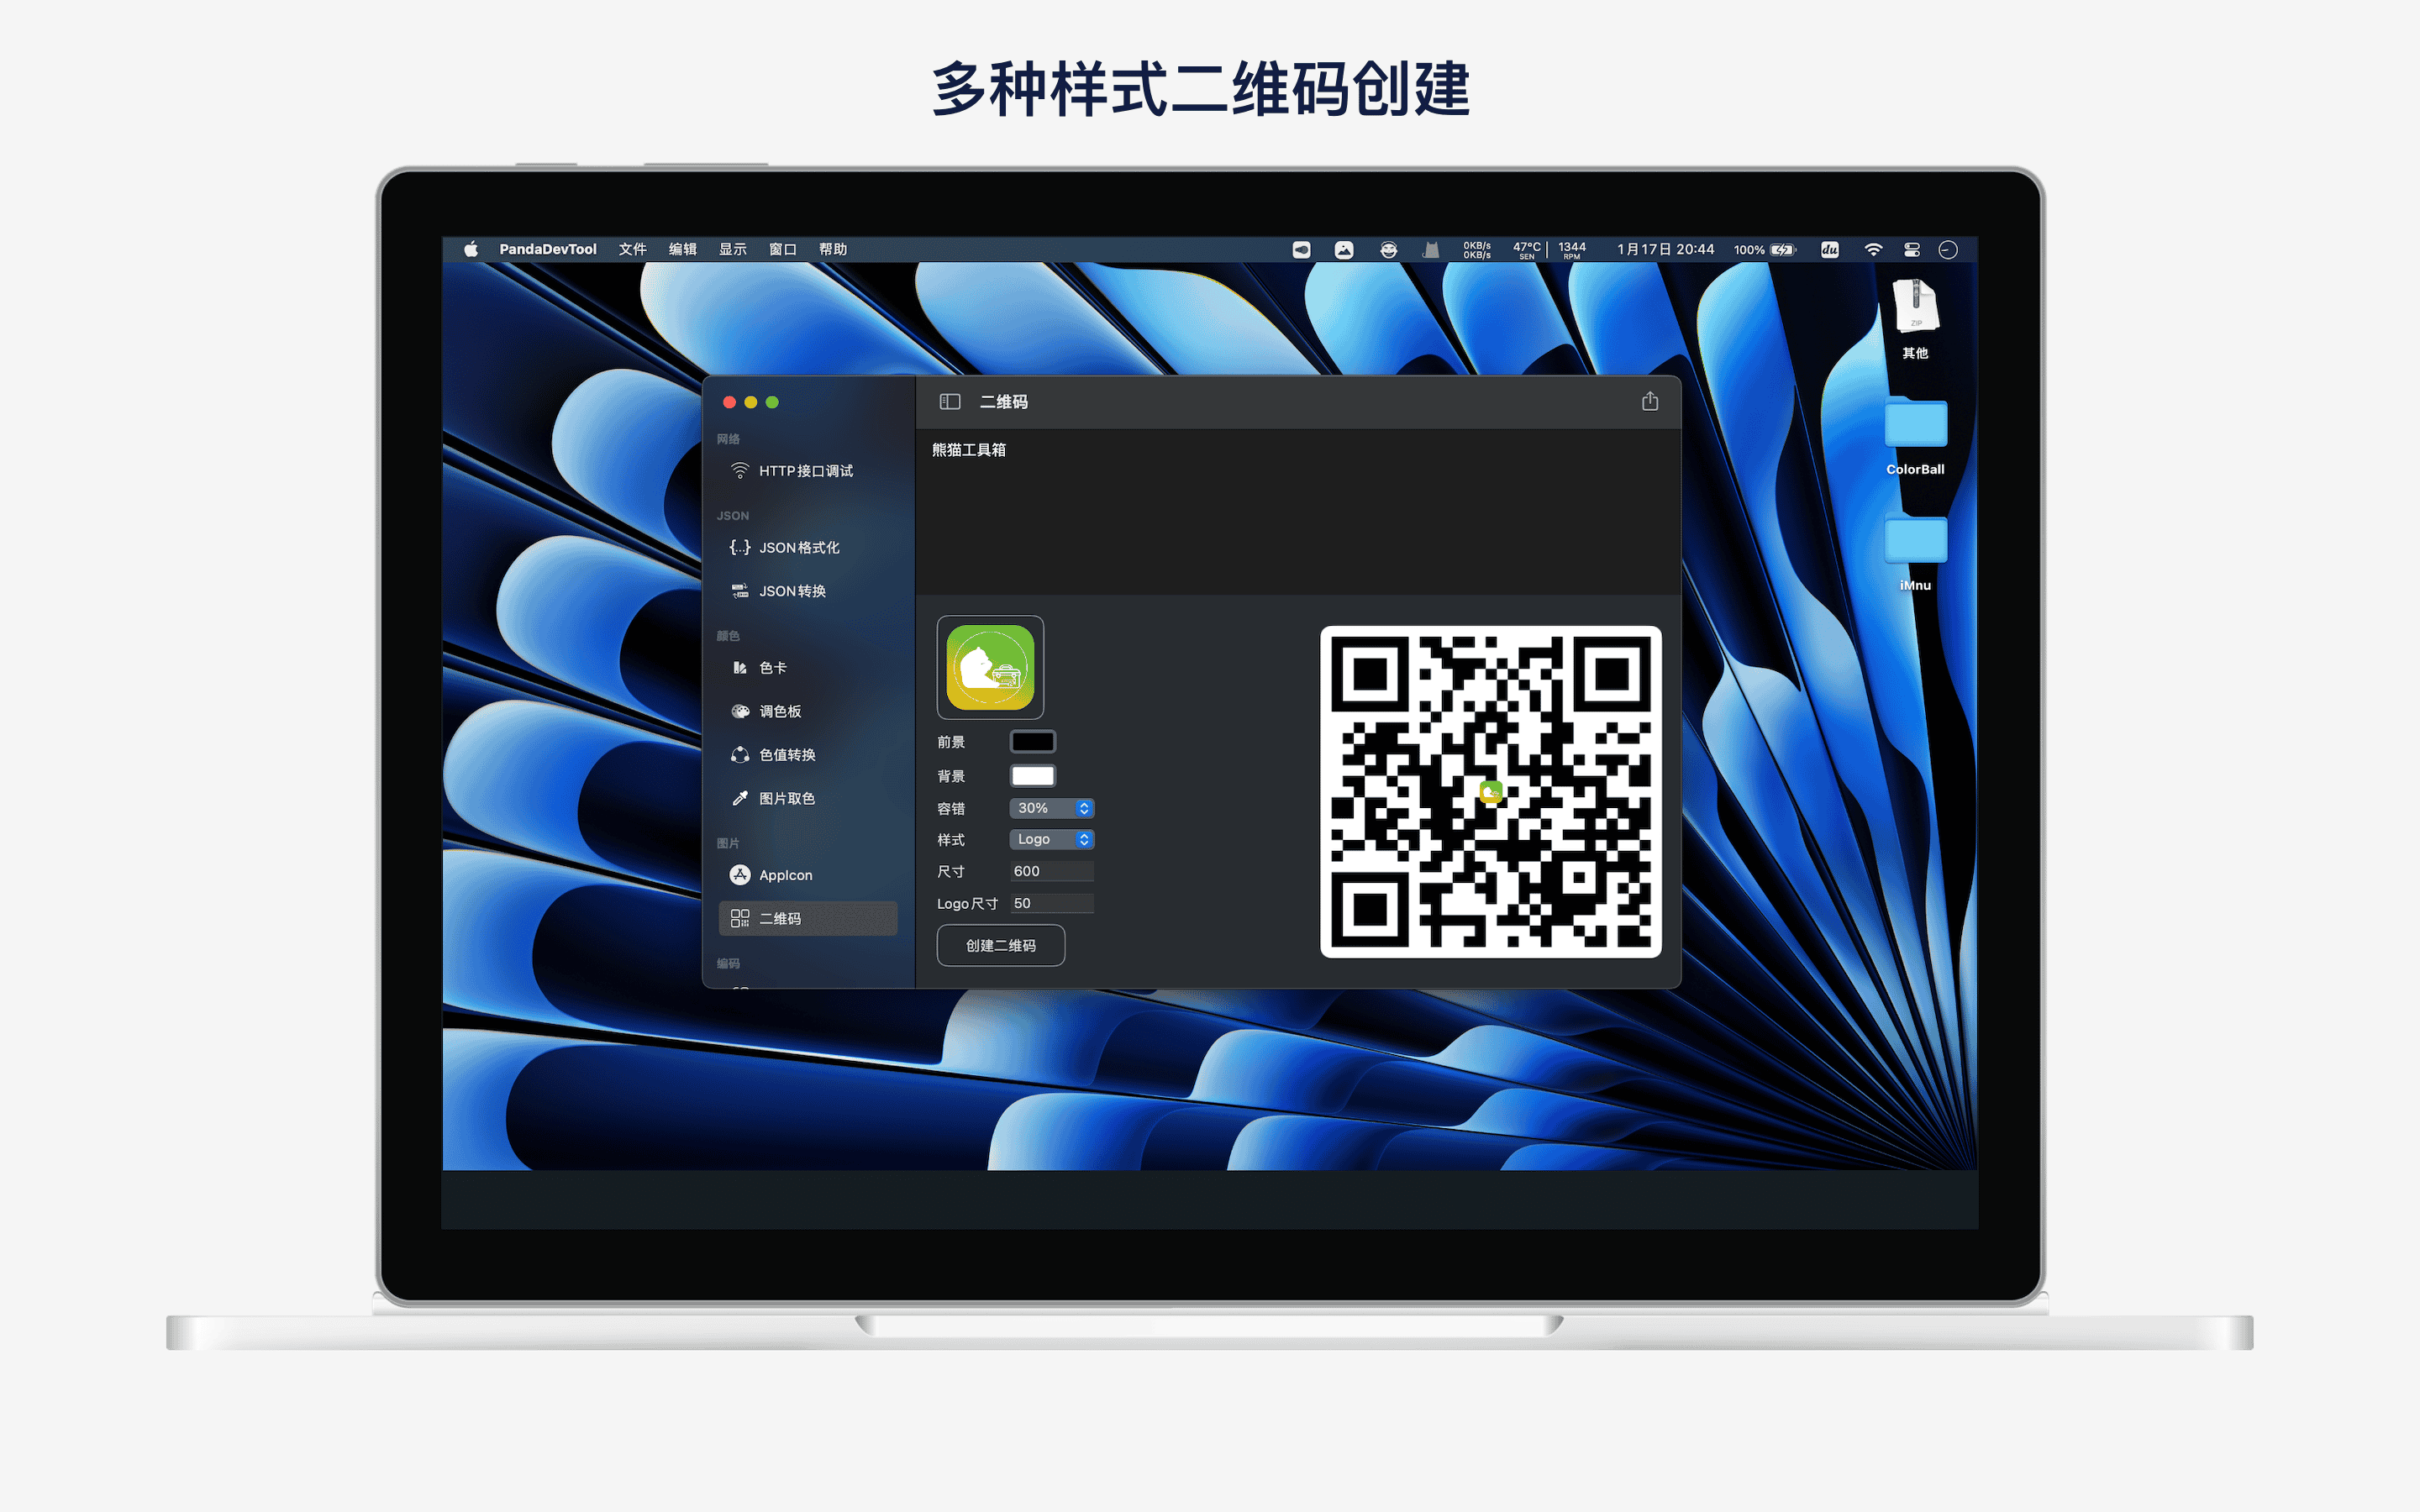 多种样式二维码创建
PandaDevTool 文件 编辑 显示 窗口 帮助
0KB/s
0KB/s
47°C
SEN
1344
RPM
1月17日 20:44
100%
du
ZIP
其他
ColorBall
iMnu
网络
HTTP接口调试
JSON
{...} JSON格式化
JSON转换
颜色
色卡
调色板
色值转换
图片取色
图片
AppIcon
二维码
编码
二维码
熊猫工具箱
前景
背景
容错 30%
样式 Logo
尺寸 600
Logo尺寸 50
创建二维码